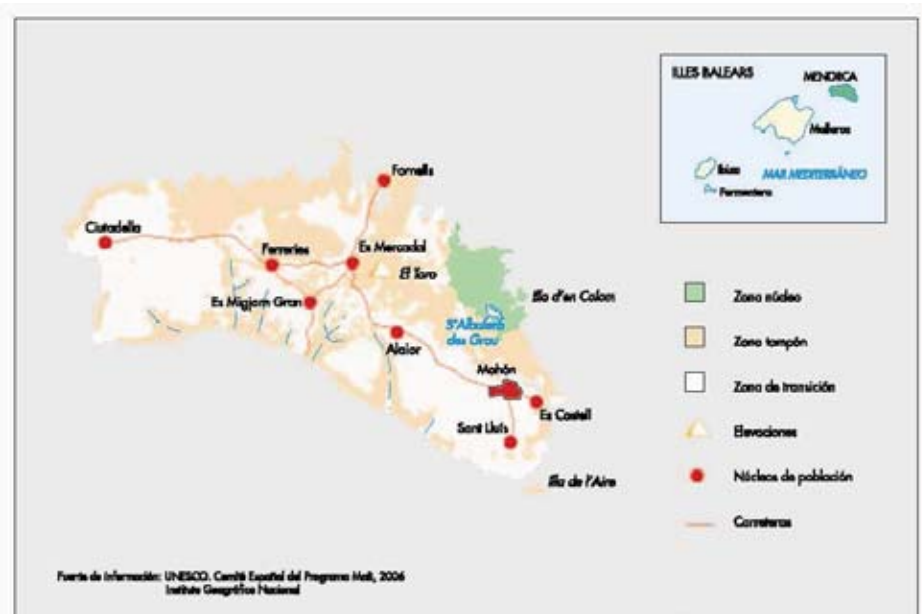 ILLES BALEARS
MENORCA
Mallorca
Ibiza
MAR MEDITERRÁNEO
Formentera
Fornells
Ciutadella
Ferreries
Es Mercadal
El Toro
Es Migjorn Gran
Illa d'en Colom
S'Albufera
des Grau
Alaior
Mahón
Es Castell
Sant Lluís
Illa de l'Aire
Zona núcleo
Zona tampón
Zona de transición
Elevaciones
Núcleos de población
Carreteras
Fuente de Información: UNESCO. Comité Español del Programa MaB, 2006
Instituto Geográfico Nacional